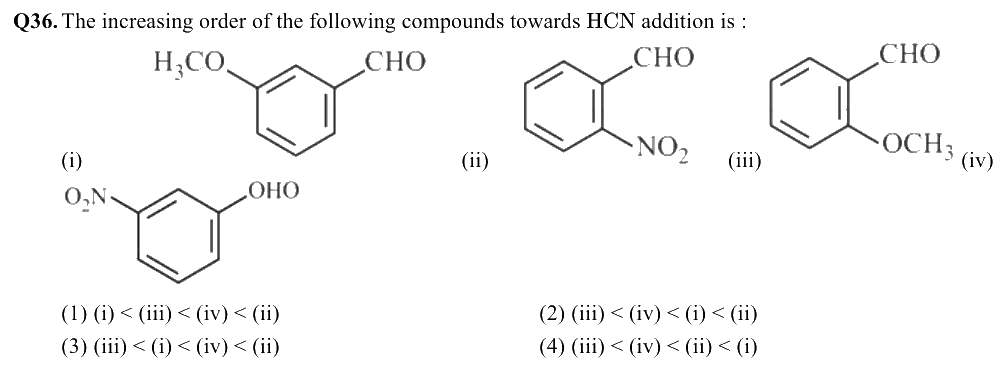 Q36. The increasing order of the following compounds towards HCN addition is :
H₃CO CHO
CHO
NO₂
CHO
OCH₃
(i) (ii) (iii) (iv)
O₂N OHO
(1) (i) < (iii) < (iv) < (ii) (2) (iii) < (iv) < (i) < (ii)
(3) (iii) < (i) < (iv) < (ii) (4) (iii) < (iv) < (ii) < (i)